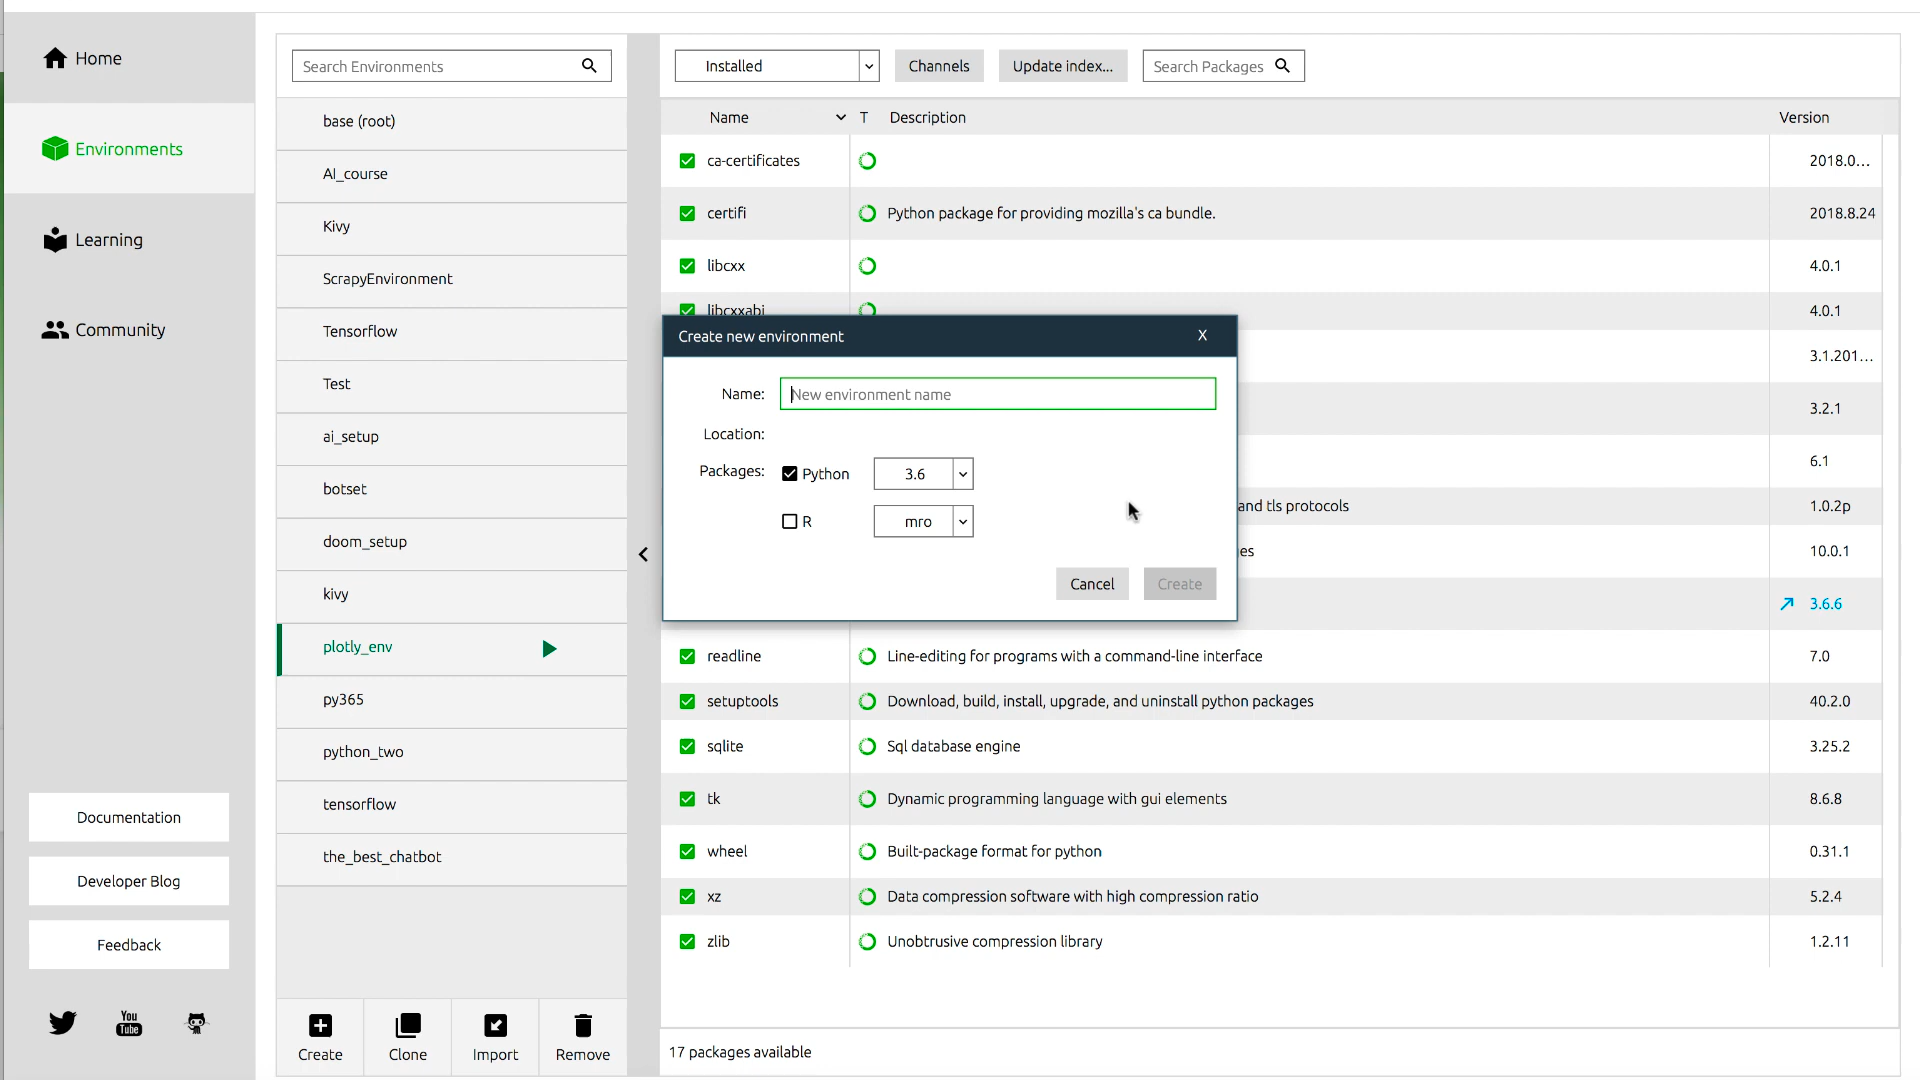 Home
Environments
Learning
Community
Documentation
Developer Blog
Feedback
You
Tube
Search Environments
base (root)
AI_course
Kivy
ScrapyEnvironment
Tensorflow
Test
ai_setup
botset
doom_setup
kivy
plotly_env
py365
python_two
tensorflow
the_best_chatbot
Create
Clone
Import
Remove
Installed
Channels
Update index...
Search Packages
Name T Description Version
ca-certificates 2018.0...
certifi Python package for providing mozilla's ca bundle. 2018.8.24
libcxx 4.0.1
libcxxabi 4.0.1
3.1.201...
3.2.1
6.1
and tls protocols 1.0.2p
es 10.0.1
3.6.6
Create new environment X
Name: New environment name
Location:
Packages: Python 3.6
R mro
Cancel Create
readline Line-editing for programs with a command-line interface 7.0
setuptools Download, build, install, upgrade, and uninstall python packages 40.2.0
sqlite Sql database engine 3.25.2
tk Dynamic programming language with gui elements 8.6.8
wheel Built-package format for python 0.31.1
xz Data compression software with high compression ratio 5.2.4
zlib Unobtrusive compression library 1.2.11
17 packages available